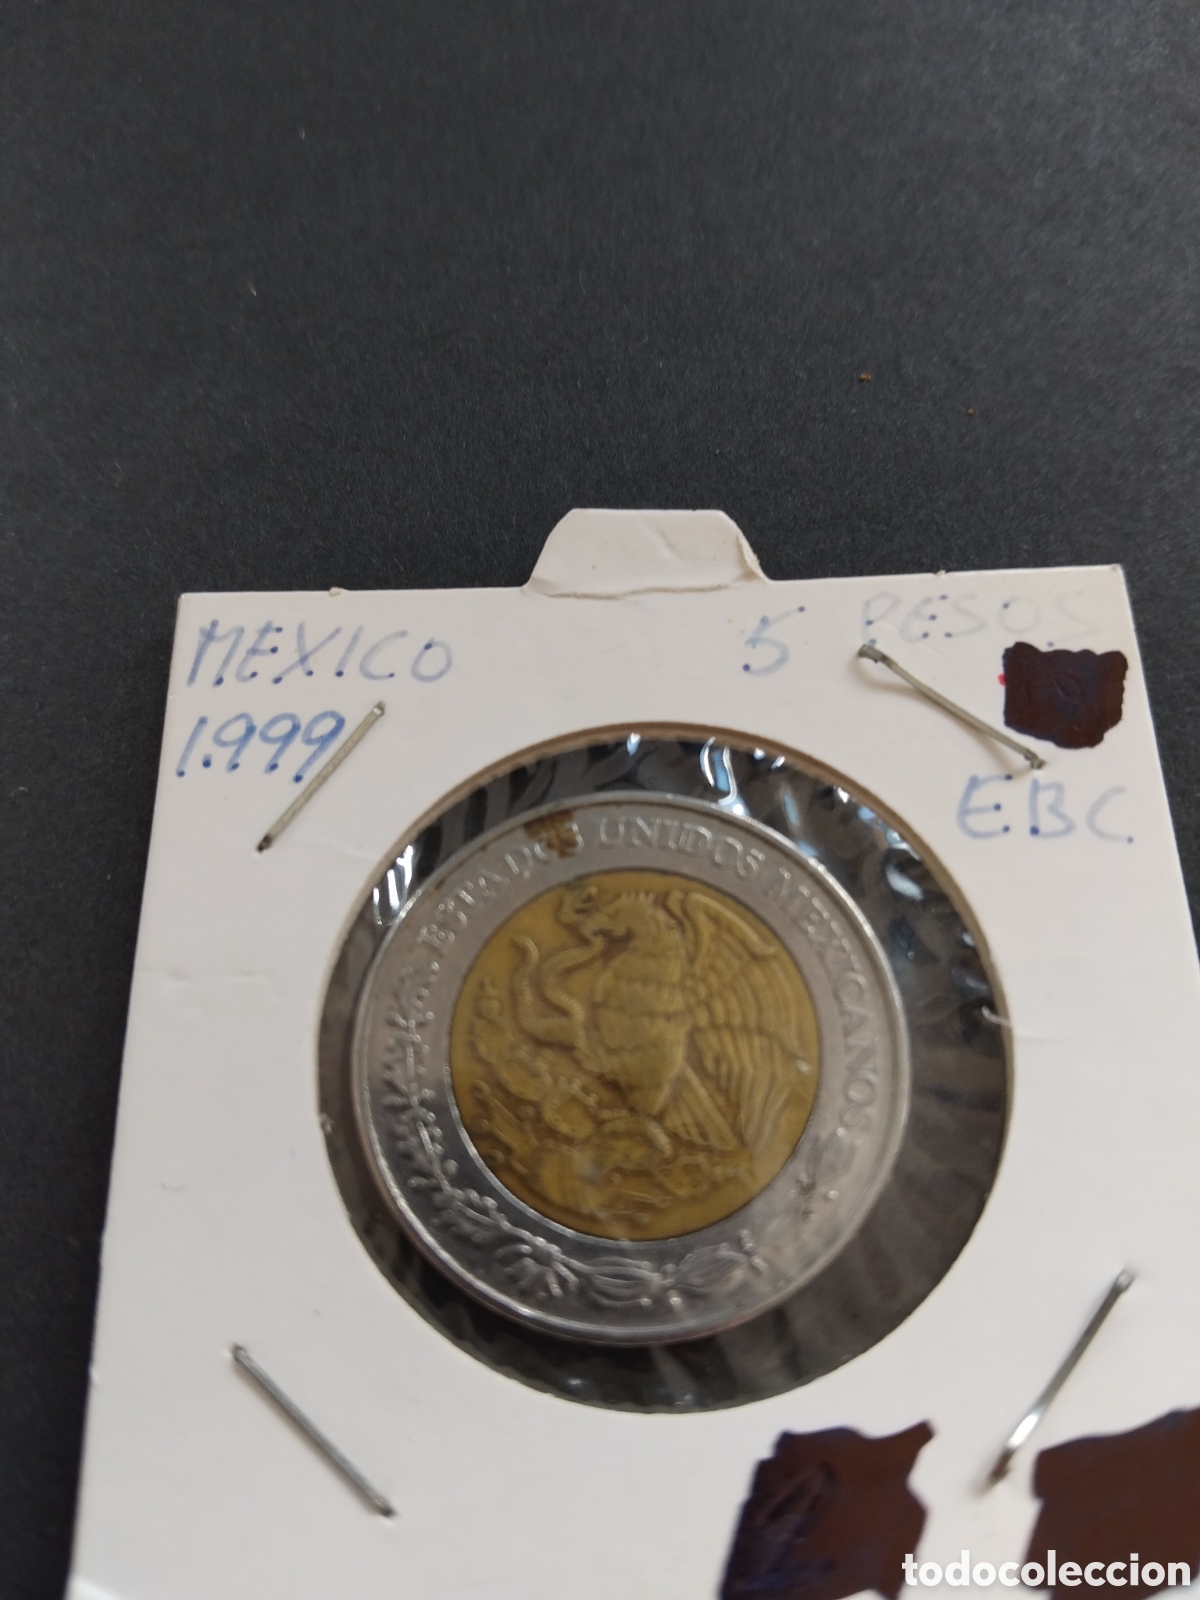 MEXICO 5 PESOS
1.999
EBC
ESTADOS UNIDOS MEXICANOS
todocoleccion